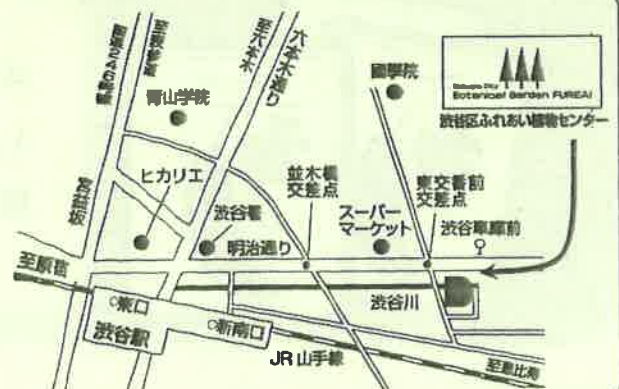 至表参道
国道246号線
至六本木
六本木通り
青山学院
國學院
Shibuya City
Botanical Garden FUREAI
渋谷区ふれあい植物センター
宮益坂
ヒカリエ
渋谷署
明治通り
並木橋
交差点
スーパー
マーケット
東交番前
交差点
渋谷車庫前
至原宿
東口
渋谷駅
新南口
渋谷川
JR山手線
至恵比寿